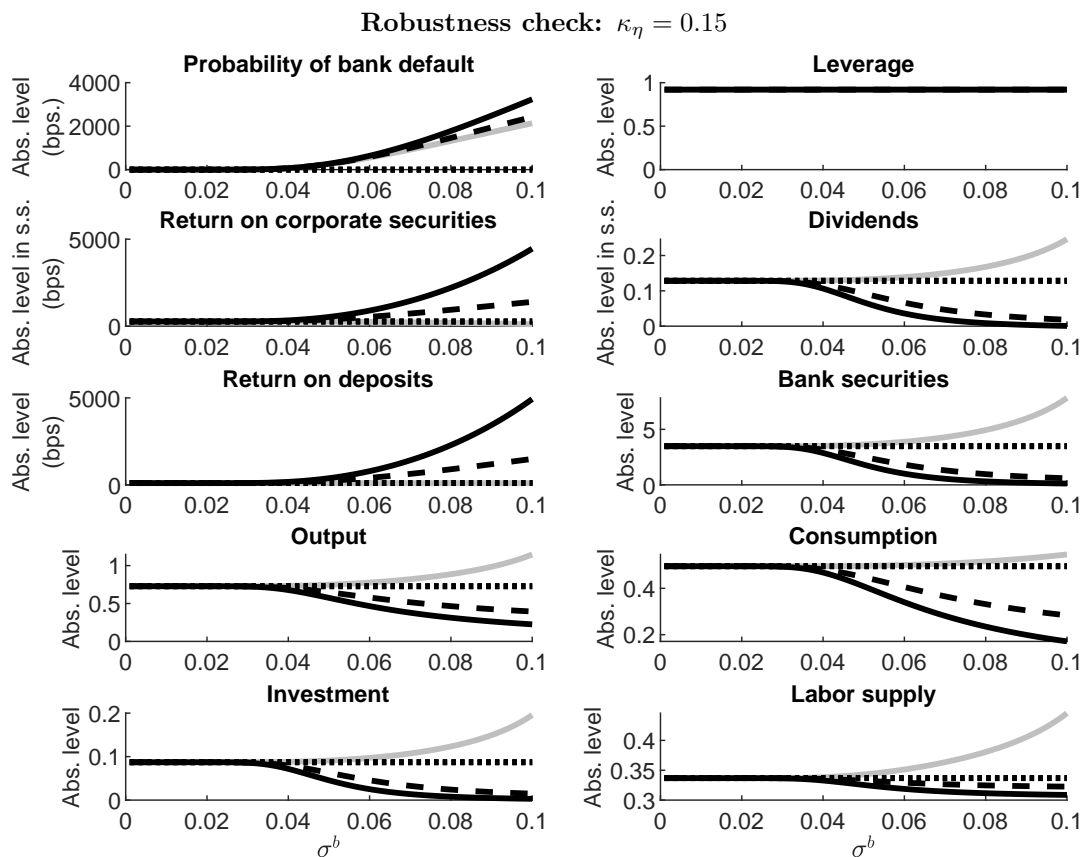 Robustness check: κ_η = 0.15
Probability of bank default
Abs. level
(bps.)
4000
2000
0
0 0.02 0.04 0.06 0.08 0.1
Leverage
Abs. level
1
0.5
0
0 0.02 0.04 0.06 0.08 0.1
Return on corporate securities
Abs. level in s.s.
(bps)
5000
0
0 0.02 0.04 0.06 0.08 0.1
Dividends
Abs. level in s.s.
0.2
0.1
0
0 0.02 0.04 0.06 0.08 0.1
Return on deposits
Abs. level
(bps)
5000
0
0 0.02 0.04 0.06 0.08 0.1
Bank securities
Abs. level
5
0
0 0.02 0.04 0.06 0.08 0.1
Output
Abs. level
1
0.5
0
0 0.02 0.04 0.06 0.08 0.1
Consumption
Abs. level
0.4
0.2
0 0.02 0.04 0.06 0.08 0.1
Investment
Abs. level
0.2
0.1
0
0 0.02 0.04 0.06 0.08 0.1
σ^b
Labor supply
Abs. level
0.4
0.35
0.3
0 0.02 0.04 0.06 0.08 0.1
σ^b